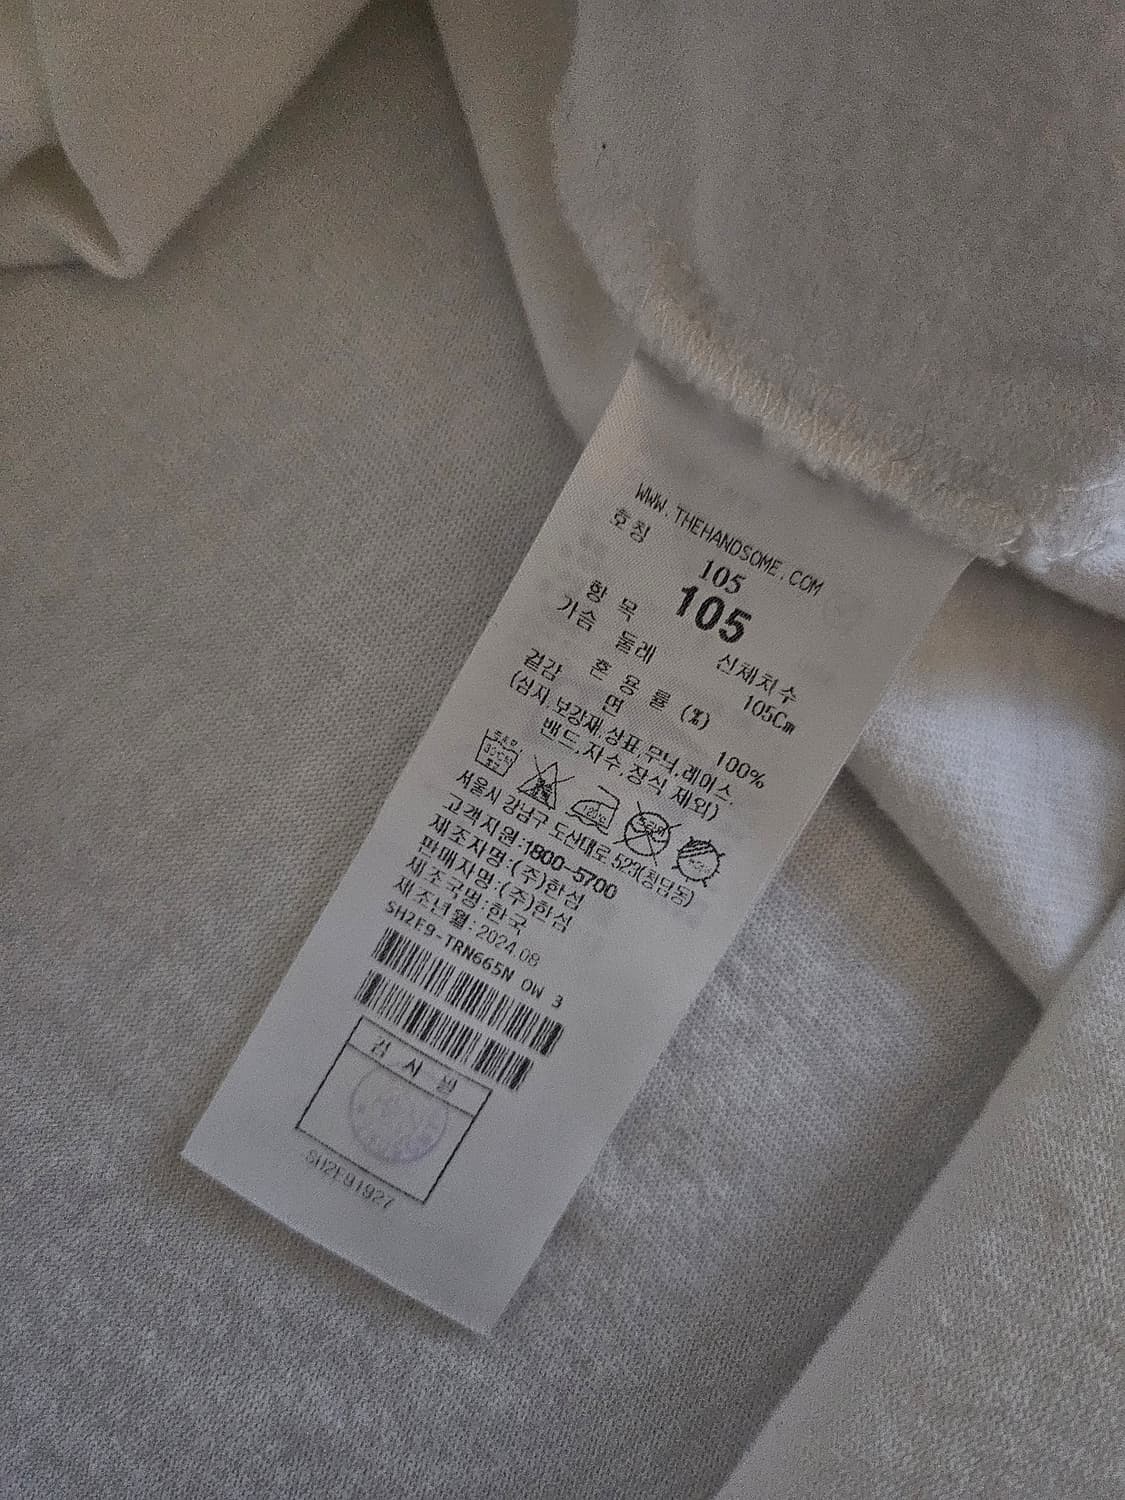 WWW.THEHANDSOME.COM
호칭 105
105
항 목 신체치수
가슴 둘레 105Cm
겉감 혼 용 률 (%)
면 100%
(심지,보강재,상표,무늬,레이스,
밴드,자수,장식 제외)
서울시 강남구 도산대로 523(청담동)
고객지원:1800-5700
제조자명:(주)한섬
판매자명:(주)한섬
제조국명:한국
제조년월:2024.08
SH2E9-TRN665N OW 3
검 사 필
SH2E91927